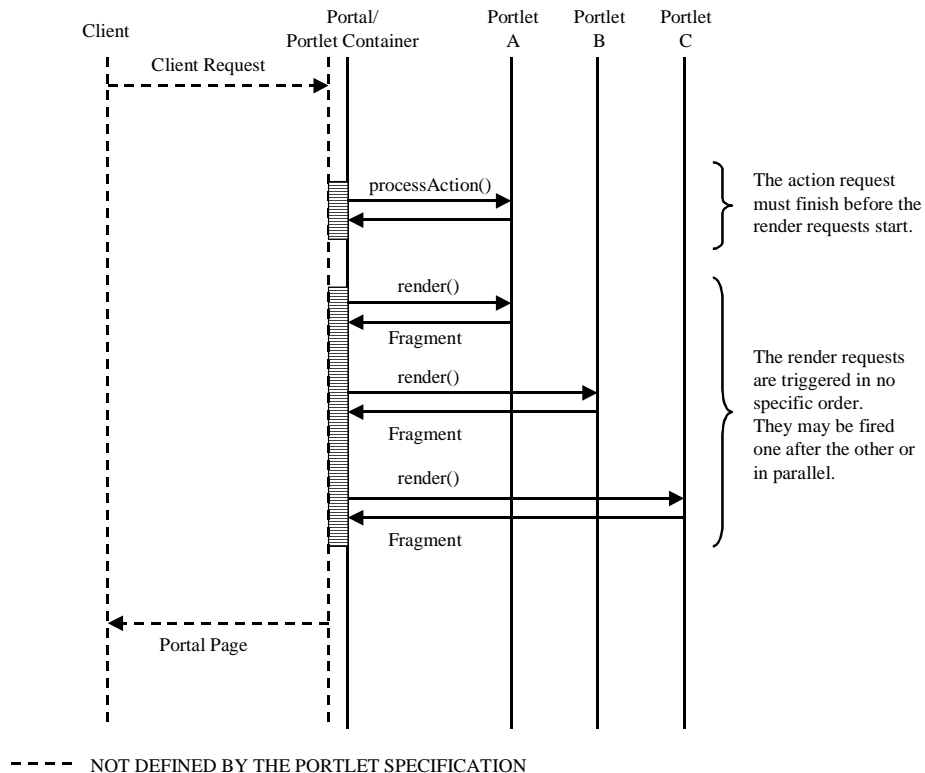 Client
Portal/
Portlet Container
Portlet
A
Portlet
B
Portlet
C
Client Request
processAction()
The action request
must finish before the
render requests start.
render()
Fragment
render()
Fragment
render()
Fragment
The render requests
are triggered in no
specific order.
They may be fired
one after the other or
in parallel.
Portal Page
NOT DEFINED BY THE PORTLET SPECIFICATION